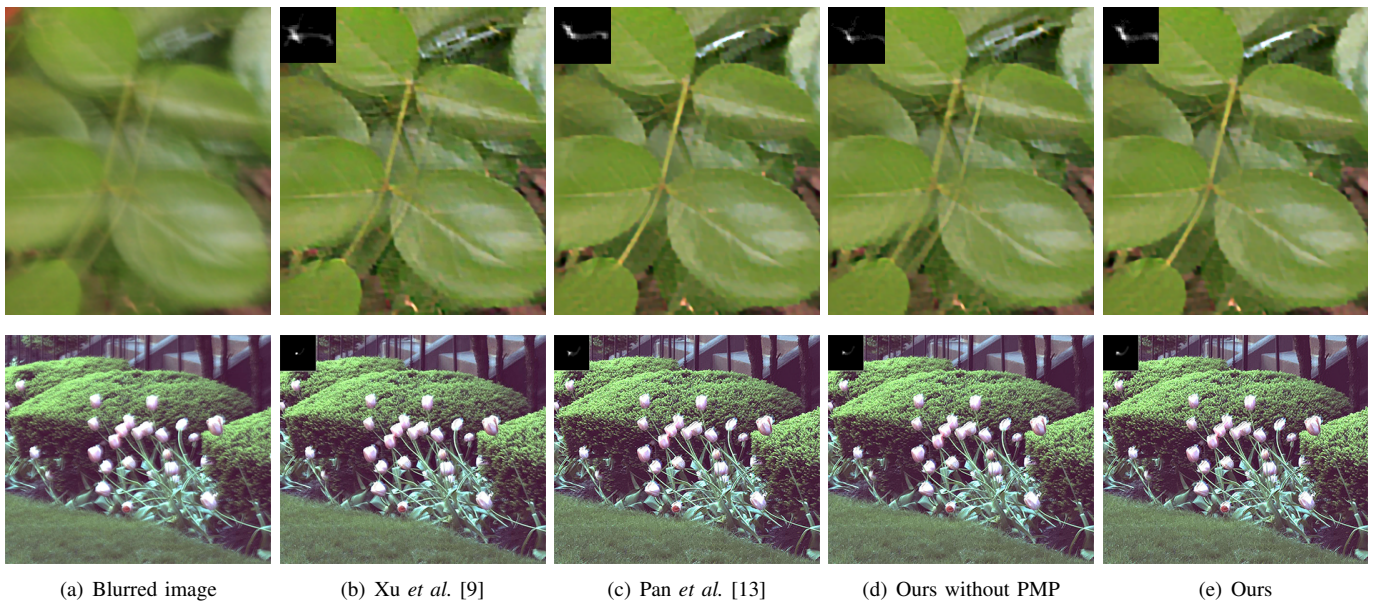 (a) Blurred image
(b) Xu et al. [9]
(c) Pan et al. [13]
(d) Ours without PMP
(e) Ours